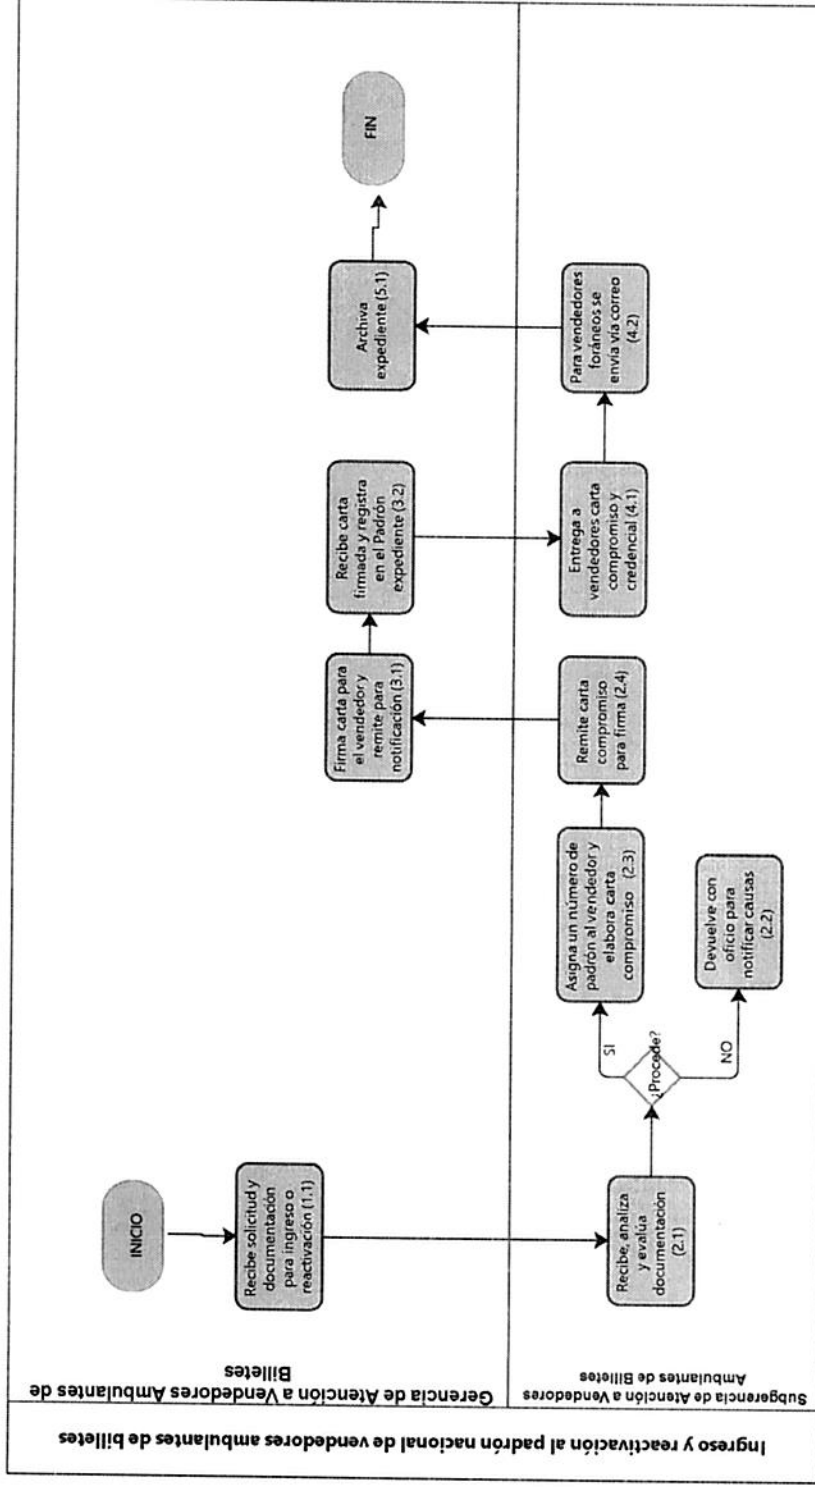 Ingreso y reactivación al padrón nacional de vendedores ambulantes de billetes
Gerencia de Atención a Vendedores Ambulantes de
Billetes
INICIO
Recibe solicitud y
documentación
para ingreso o
reactivación (1.1)
Firma carta para
el vendedor y
remite para
notificación (3.1)
Recibe carta
firmada y registra
en el Padrón
expediente (3.2)
Archiva
expediente (5.1)
FIN
Subgerencia de Atención a Vendedores
Ambulantes de Billetes
Recibe, analiza
y evalúa
documentación
(2.1)
¿Procede?
SI
NO
Asigna un número de
padrón al vendedor y
elabora carta
compromiso (2.3)
Devuelve con
oficio para
notificar causas
(2.2)
Remite carta
compromiso
para firma (2.4)
Entrega a
vendedores carta
compromiso y
credencial (4.1)
Para vendedores
foráneos se
envía vía correo
(4.2)